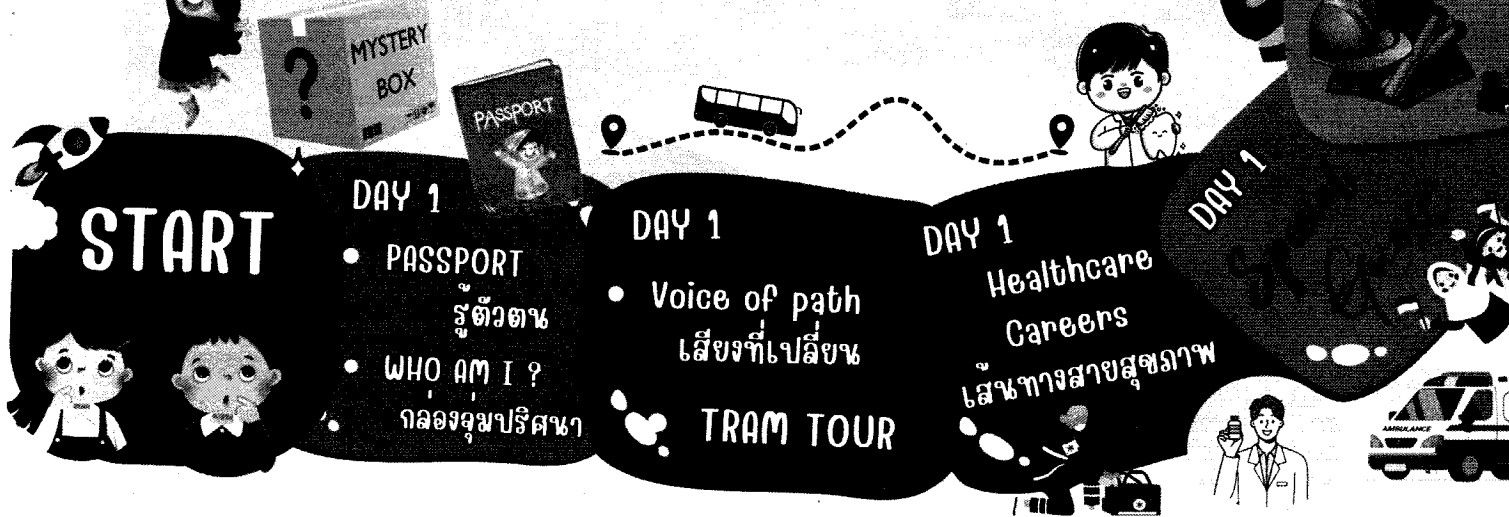 MYSTERY
BOX
PASSPORT
START
DAY 1
PASSPORT
รู้ตัวตน
WHO AM I ?
กล่องจุ่มปริศนา
DAY 1
Voice of path
เสียงที่เปลี่ยน
TRAM TOUR
DAY 1
Healthcare
Careers
เส้นทางสายสุขภาพ
DAY 1
AMBULANCE